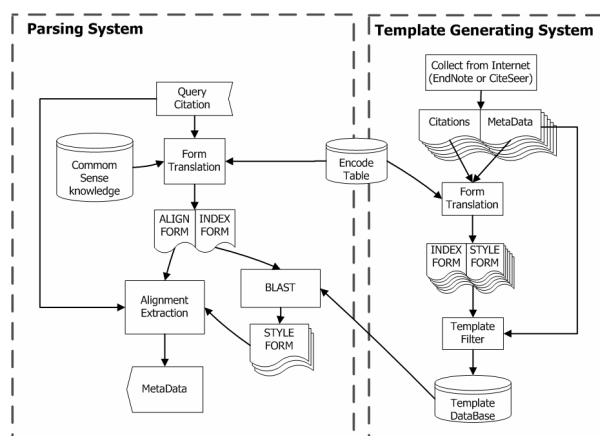 Parsing System
Query
Citation
Commom
Sense
knowledge
Form
Translation
ALIGN
FORM
INDEX
FORM
BLAST
Alignment
Extraction
STYLE
FORM
MetaData
Encode
Table
Template Generating System
Collect from Internet
(EndNote or CiteSeer)
Citations
MetaData
Form
Translation
INDEX
FORM
STYLE
FORM
Template
Filter
Template
DataBase